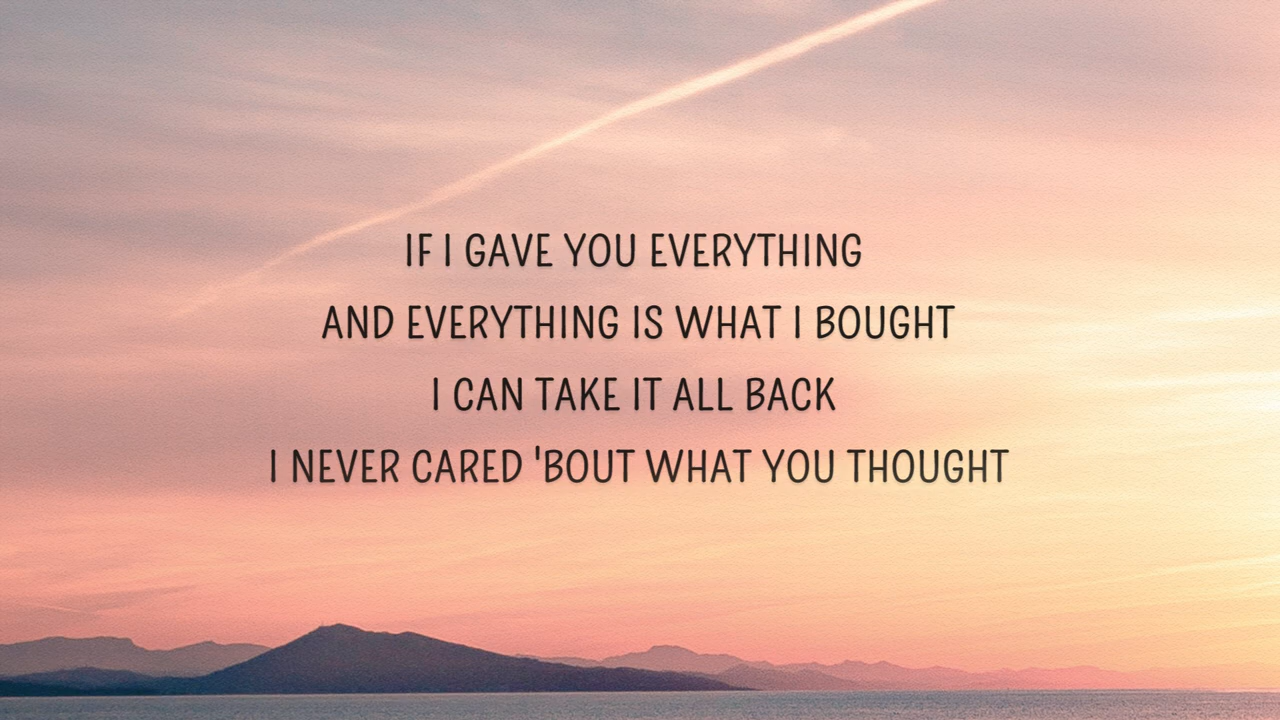 IF I GAVE YOU EVERYTHING
AND EVERYTHING IS WHAT I BOUGHT
I CAN TAKE IT ALL BACK
I NEVER CARED 'BOUT WHAT YOU THOUGHT